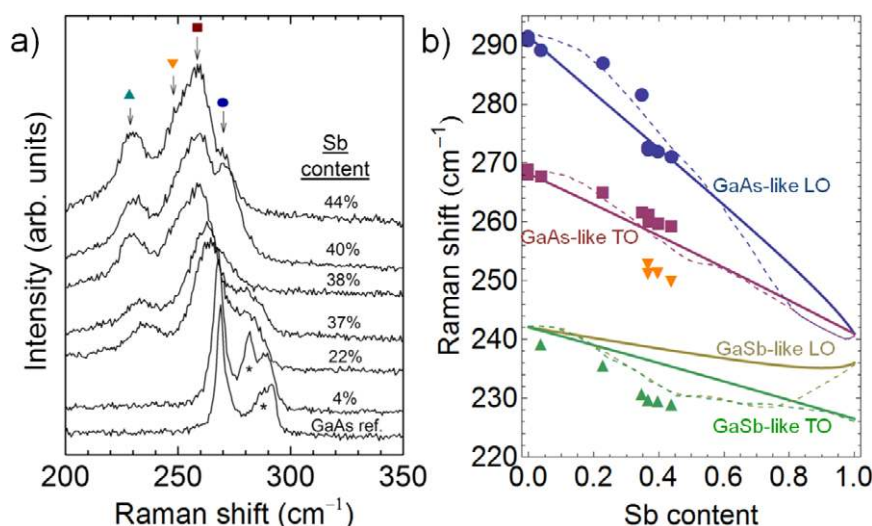 a)
Intensity (arb. units)
Sb
content
44%
40%
38%
37%
22%
4%
GaAs ref.
*
*
200 250 300 350
Raman shift (cm⁻¹)
b)
Raman shift (cm⁻¹)
290
280
270
260
250
240
230
220
GaAs-like LO
GaAs-like TO
GaSb-like LO
GaSb-like TO
0.0 0.2 0.4 0.6 0.8 1.0
Sb content